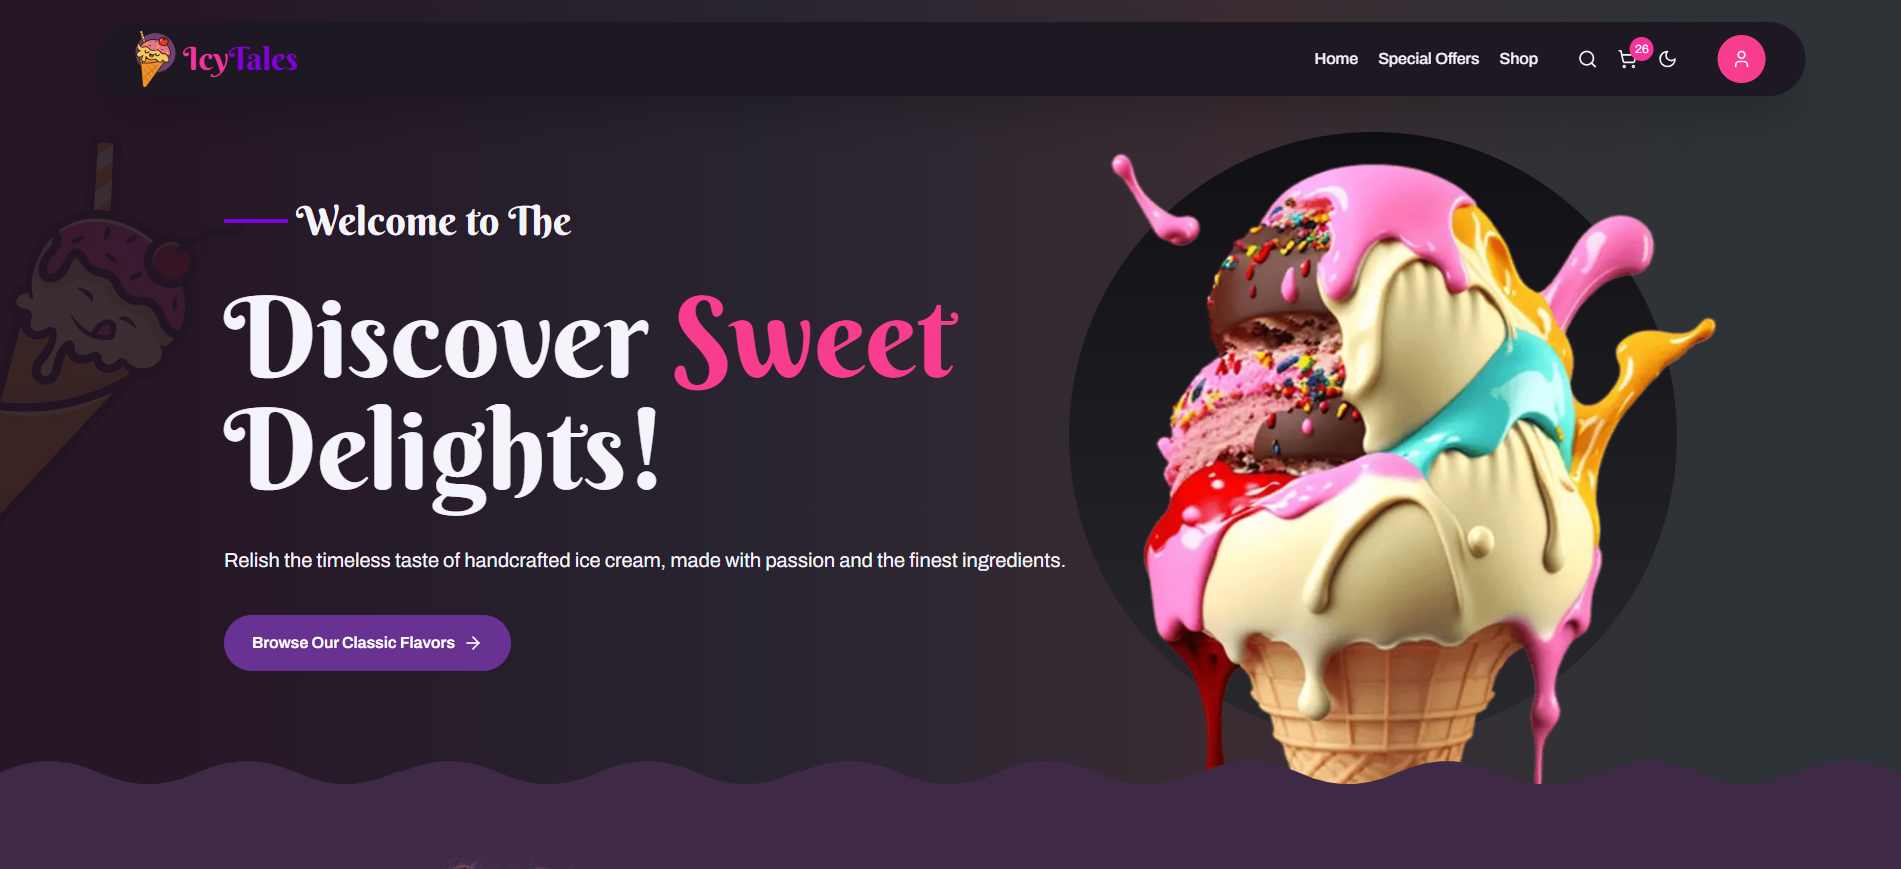 IcyTales
Home Special Offers Shop
26
Welcome to The
Discover Sweet
Delights!
Relish the timeless taste of handcrafted ice cream, made with passion and the finest ingredients.
Browse Our Classic Flavors